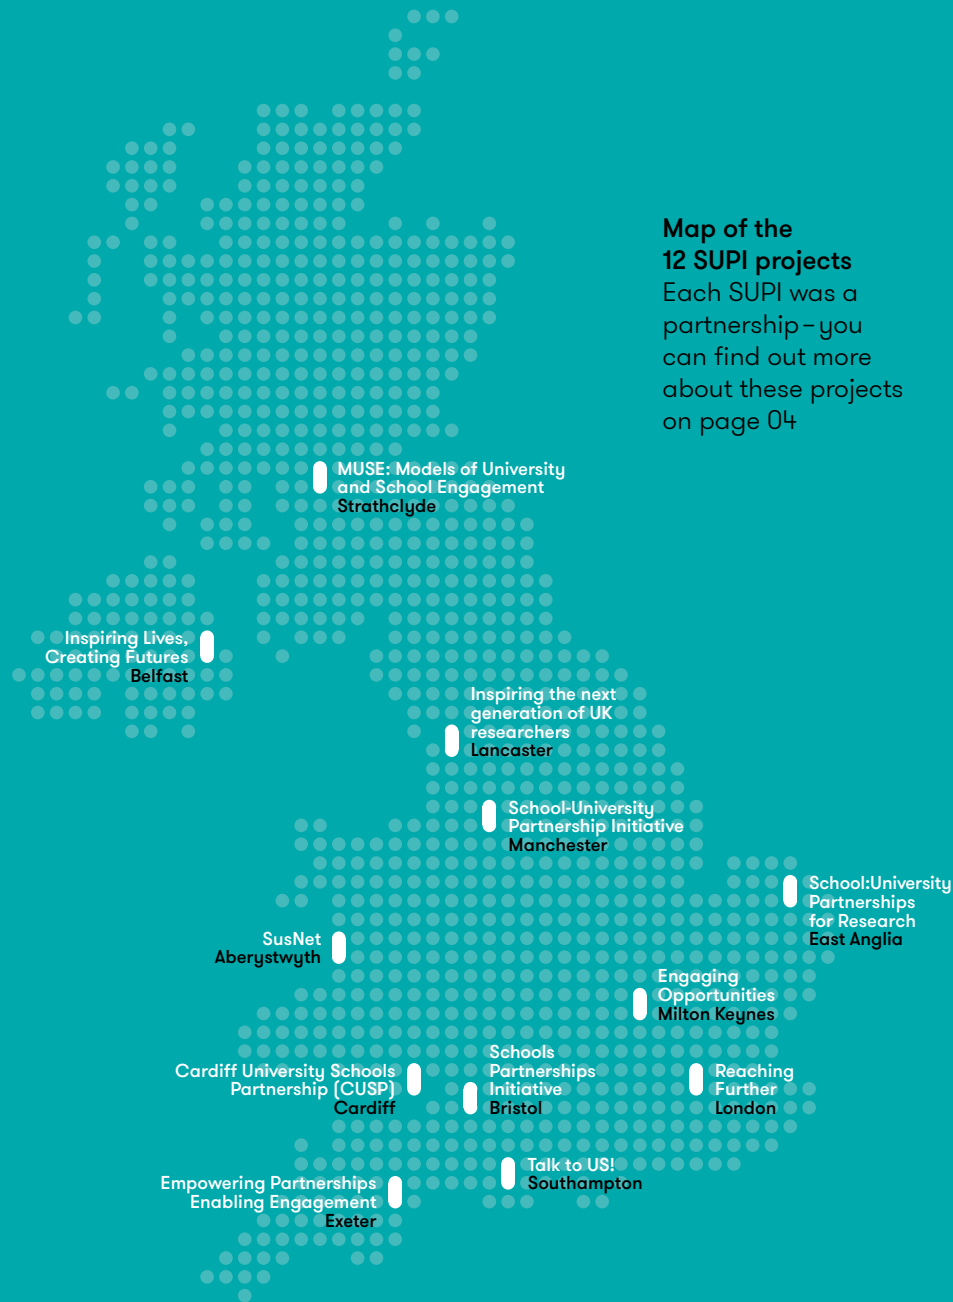 Map of the
12 SUPI projects
Each SUPI was a
partnership – you
can find out more
about these projects
on page 04
MUSE: Models of University
and School Engagement
Strathclyde
Inspiring Lives,
Creating Futures
Belfast
Inspiring the next
generation of UK
researchers
Lancaster
School-University
Partnership Initiative
Manchester
School:University
Partnerships
for Research
East Anglia
SusNet
Aberystwyth
Engaging
Opportunities
Milton Keynes
Cardiff University Schools
Partnership (CUSP)
Cardiff
Schools
Partnerships
Initiative
Bristol
Reaching
Further
London
Talk to US!
Southampton
Empowering Partnerships
Enabling Engagement
Exeter